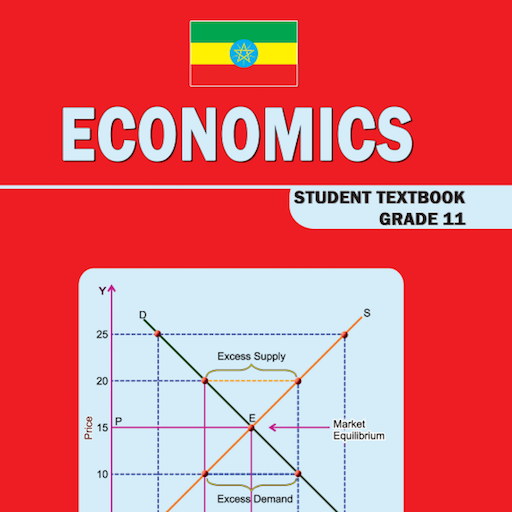 ECONOMICS
STUDENT TEXTBOOK
GRADE 11
Y
D
S
25
Excess Supply
20
E
P
15
Market
Equilibrium
Price
10
Excess Demand